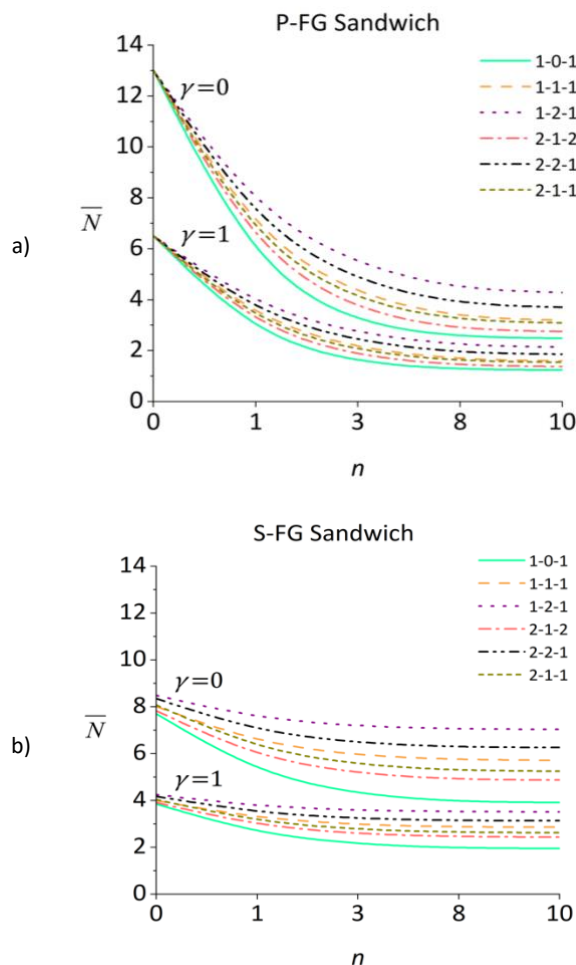 P-FG Sandwich
a)
14
12
10
8
6
4
2
0
N̅
γ=0
γ=1
1-0-1
1-1-1
1-2-1
2-1-2
2-2-1
2-1-1
0 1 3 8 10
n
S-FG Sandwich
b)
14
12
10
8
6
4
2
0
N̅
γ=0
γ=1
1-0-1
1-1-1
1-2-1
2-1-2
2-2-1
2-1-1
0 1 3 8 10
n